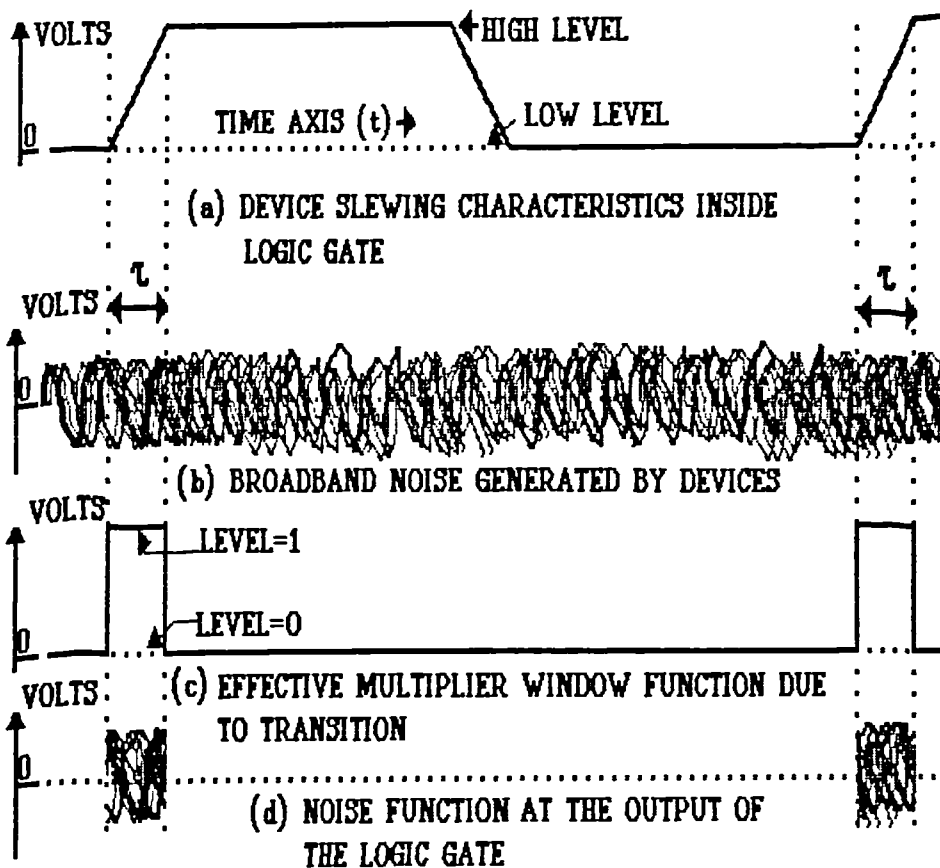 VOLTS
HIGH LEVEL
TIME AXIS (t)
LOW LEVEL
0
(a) DEVICE SLEWING CHARACTERISTICS INSIDE
LOGIC GATE
τ
τ
VOLTS
0
(b) BROADBAND NOISE GENERATED BY DEVICES
VOLTS
LEVEL=1
LEVEL=0
0
(c) EFFECTIVE MULTIPLIER WINDOW FUNCTION DUE
TO TRANSITION
VOLTS
0
(d) NOISE FUNCTION AT THE OUTPUT OF
THE LOGIC GATE